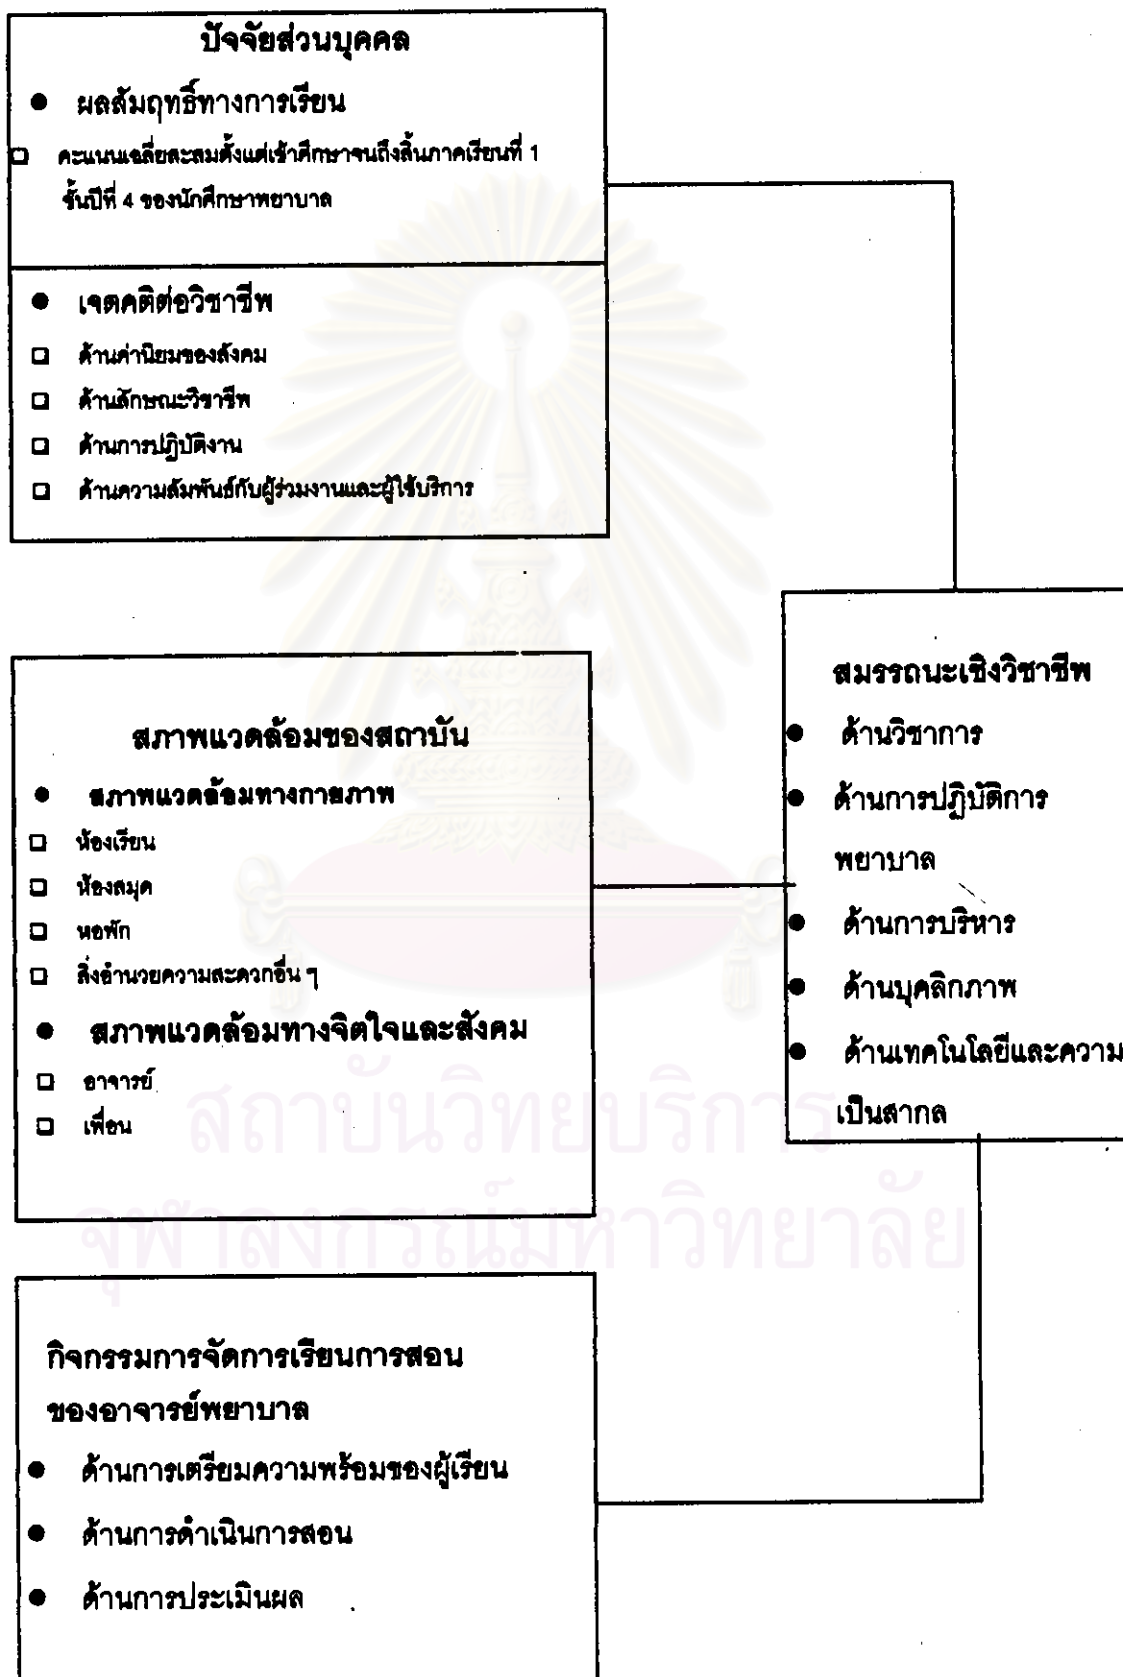 ปัจจัยส่วนบุคคล
● ผลสัมฤทธิ์ทางการเรียน
❑ คะแนนเฉลี่ยสะสมตั้งแต่เข้าศึกษาจนถึงสิ้นภาคเรียนที่ 1
ชั้นปีที่ 4 ของนักศึกษาพยาบาล
● เจตคติต่อวิชาชีพ
❑ ด้านค่านิยมของสังคม
❑ ด้านลักษณะวิชาชีพ
❑ ด้านการปฏิบัติงาน
❑ ด้านความสัมพันธ์กับผู้ร่วมงานและผู้ใช้บริการ
สภาพแวดล้อมของสถาบัน
● สภาพแวดล้อมทางกายภาพ
❑ ห้องเรียน
❑ ห้องสมุด
❑ หอพัก
❑ สิ่งอำนวยความสะดวกอื่น ๆ
● สภาพแวดล้อมทางจิตใจและสังคม
❑ อาจารย์
❑ เพื่อน
สมรรถนะเชิงวิชาชีพ
● ด้านวิชาการ
● ด้านการปฏิบัติการ
พยาบาล
● ด้านการบริหาร
● ด้านบุคลิกภาพ
● ด้านเทคโนโลยีและความ
เป็นสากล
กิจกรรมการจัดการเรียนการสอน
ของอาจารย์พยาบาล
● ด้านการเตรียมความพร้อมของผู้เรียน
● ด้านการดำเนินการสอน
● ด้านการประเมินผล
สถาบันวิทยบริการ
จุฬาลงกรณ์มหาวิทยาลัย